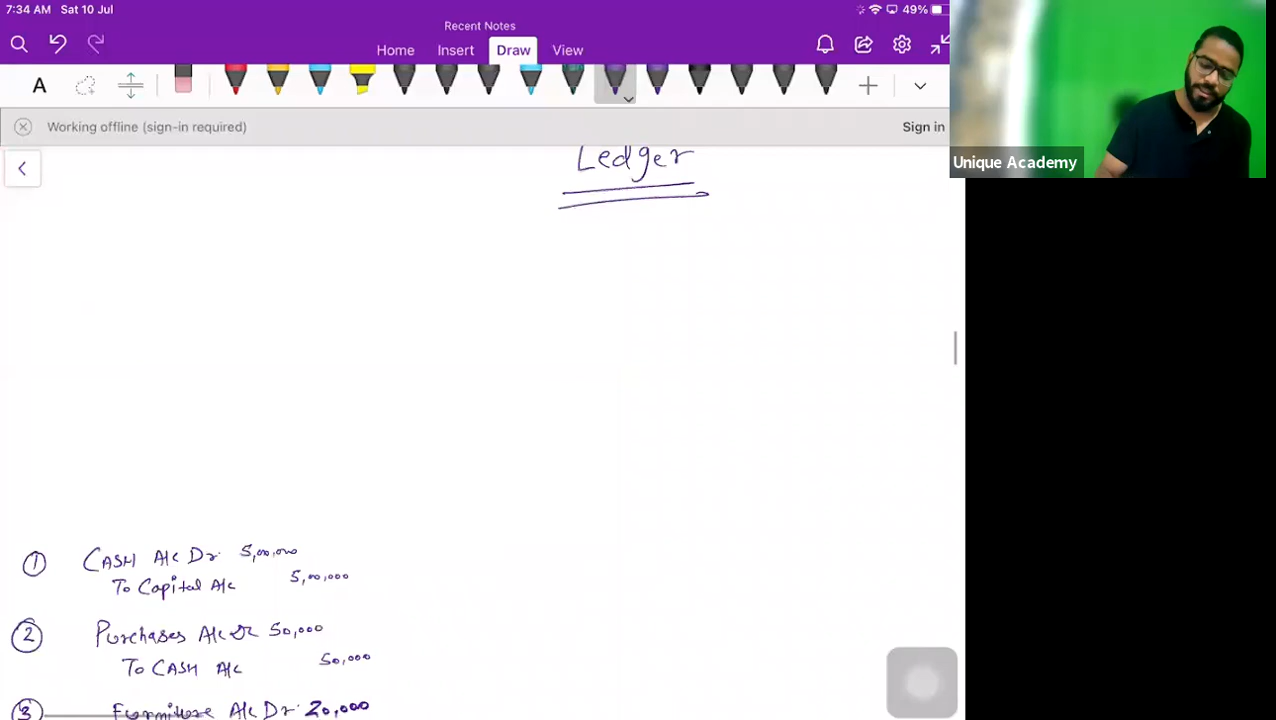 7:34 AM Sat 10 Jul
49%
Recent Notes
Home Insert Draw View
A
Working offline (sign-in required)
Sign in
Unique Academy
Ledger
1 CASH A/c Dr. 5,00,000
To Capital A/c 5,00,000
2 Purchases A/c Dr 50,000
To CASH A/c 50,000
3 Furniture A/c Dr. 20,000